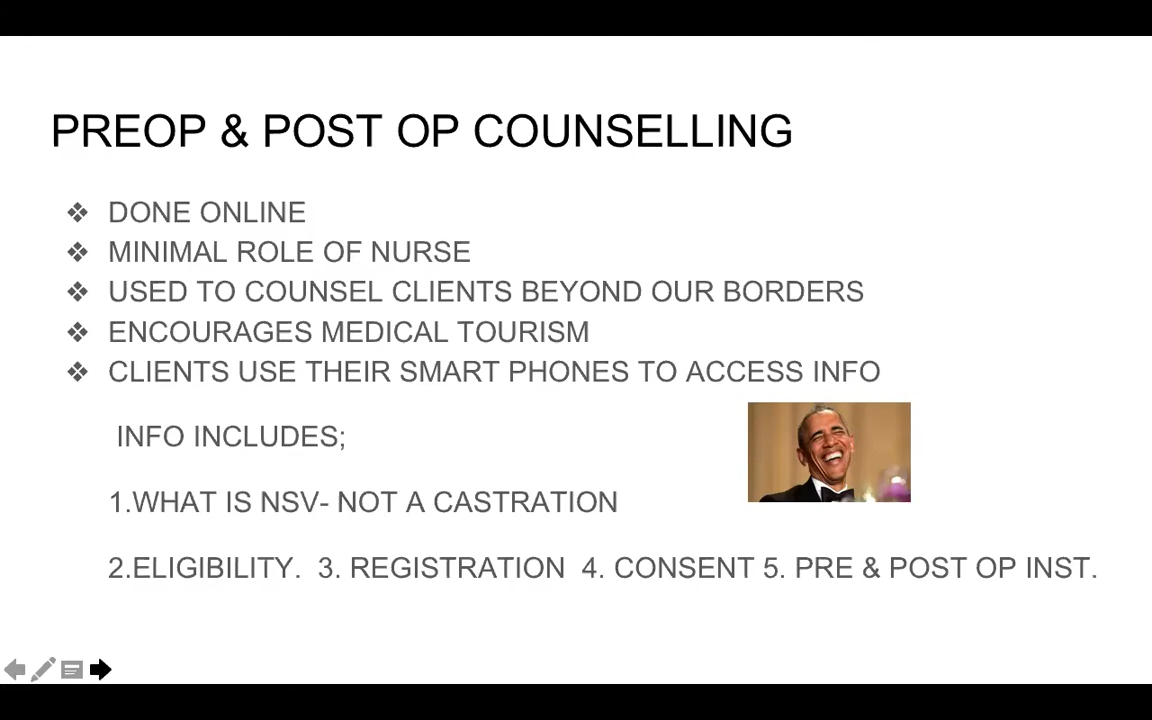 PREOP & POST OP COUNSELLING
❖ DONE ONLINE
❖ MINIMAL ROLE OF NURSE
❖ USED TO COUNSEL CLIENTS BEYOND OUR BORDERS
❖ ENCOURAGES MEDICAL TOURISM
❖ CLIENTS USE THEIR SMART PHONES TO ACCESS INFO
INFO INCLUDES;
1.WHAT IS NSV- NOT A CASTRATION
2.ELIGIBILITY. 3. REGISTRATION 4. CONSENT 5. PRE & POST OP INST.